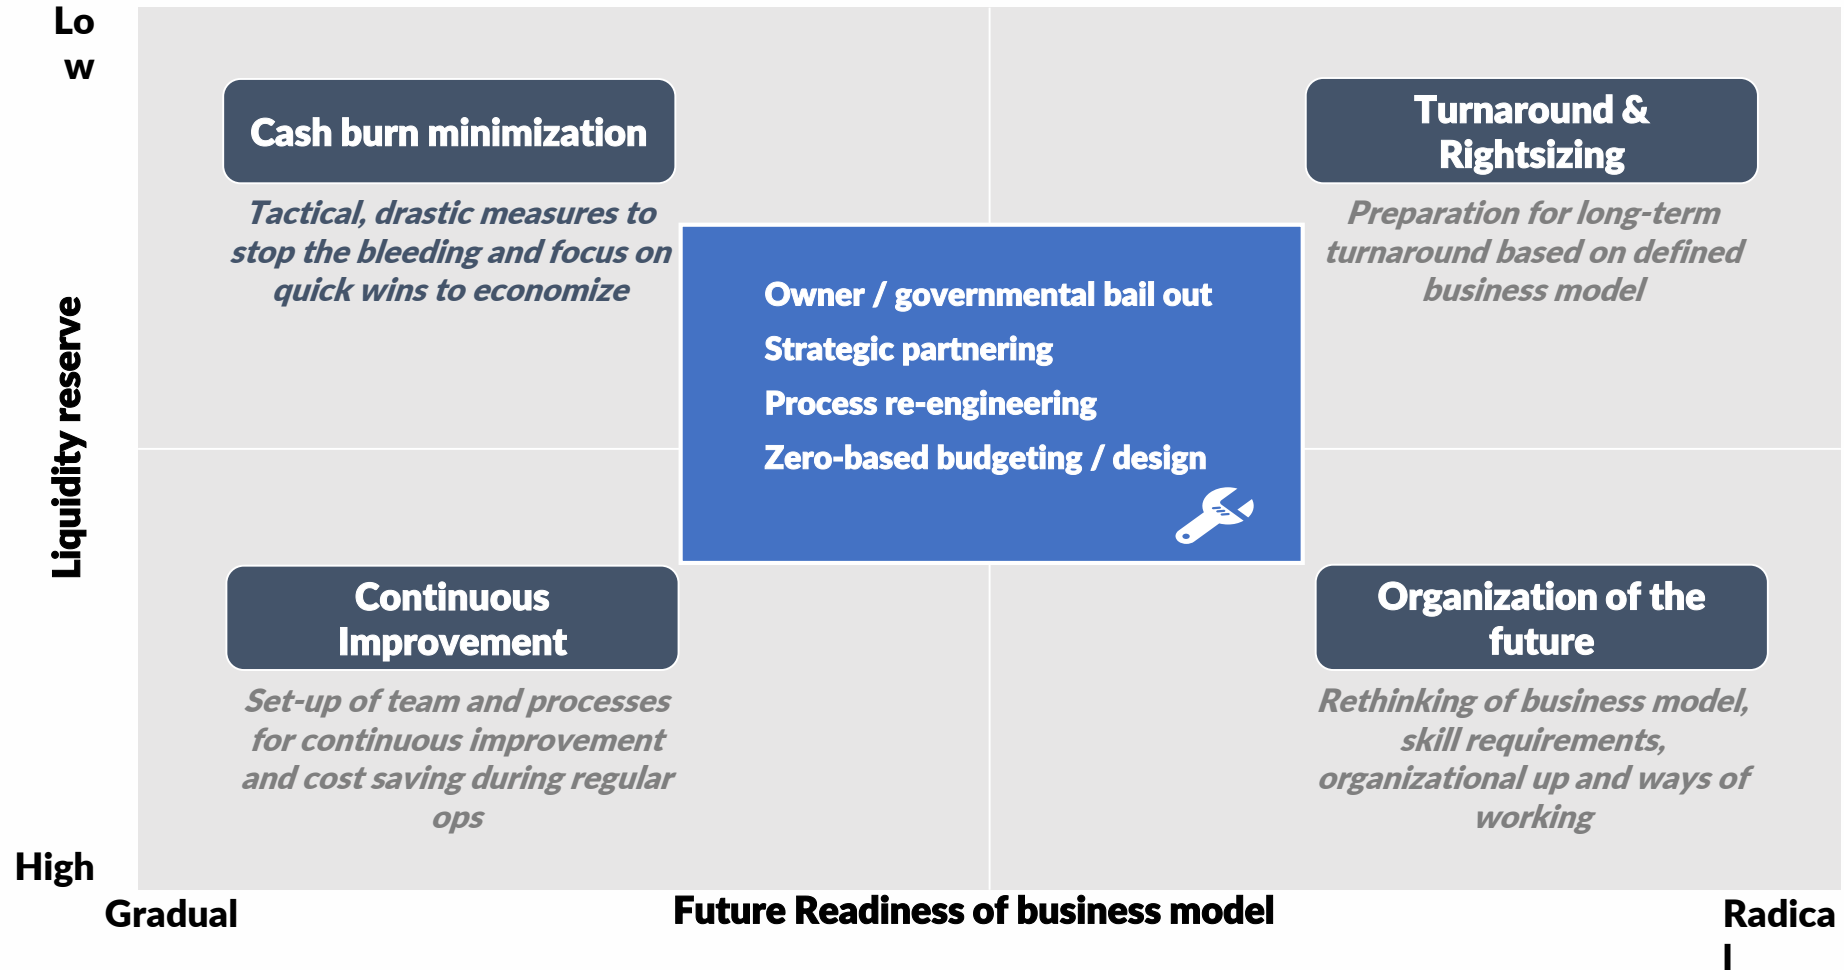 Lo
w
Cash burn minimization
Tactical, drastic measures to
stop the bleeding and focus on
quick wins to economize
Turnaround &
Rightsizing
Preparation for long-term
turnaround based on defined
business model
Owner / governmental bail out
Strategic partnering
Process re-engineering
Zero-based budgeting / design
Liquidity reserve
Continuous
Improvement
Set-up of team and processes
for continuous improvement
and cost saving during regular
ops
Organization of the
future
Rethinking of business model,
skill requirements,
organizational up and ways of
working
High
Gradual
Future Readiness of business model
Radica
l